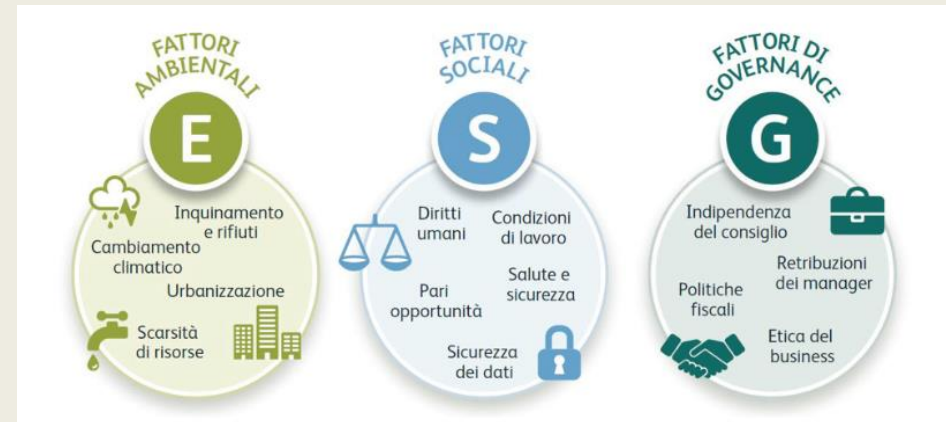 FATTORI
AMBIENTALI
E
Inquinamento
e rifiuti
Cambiamento
climatico
Urbanizzazione
Scarsità
di risorse
FATTORI
SOCIALI
S
Diritti
umani
Condizioni
di lavoro
Salute e
sicurezza
Pari
opportunità
Sicurezza
dei dati
FATTORI DI
GOVERNANCE
G
Indipendenza
del consiglio
Retribuzioni
dei manager
Politiche
fiscali
Etica del
business